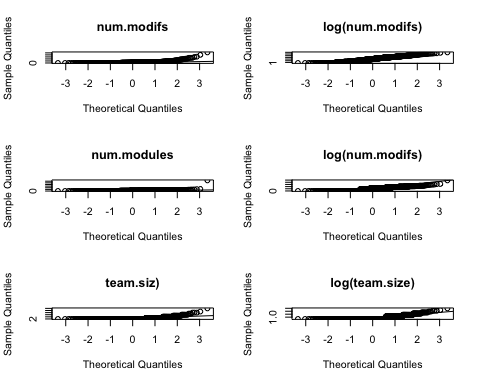 num.modifs
Sample Quantiles
0
-3 -2 -1 0 1 2 3
Theoretical Quantiles
log(num.modifs)
Sample Quantiles
1
-3 -2 -1 0 1 2 3
Theoretical Quantiles
num.modules
Sample Quantiles
0
-3 -2 -1 0 1 2 3
Theoretical Quantiles
log(num.modifs)
Sample Quantiles
0
-3 -2 -1 0 1 2 3
Theoretical Quantiles
team.siz)
Sample Quantiles
2
-3 -2 -1 0 1 2 3
Theoretical Quantiles
log(team.size)
Sample Quantiles
1.0
-3 -2 -1 0 1 2 3
Theoretical Quantiles